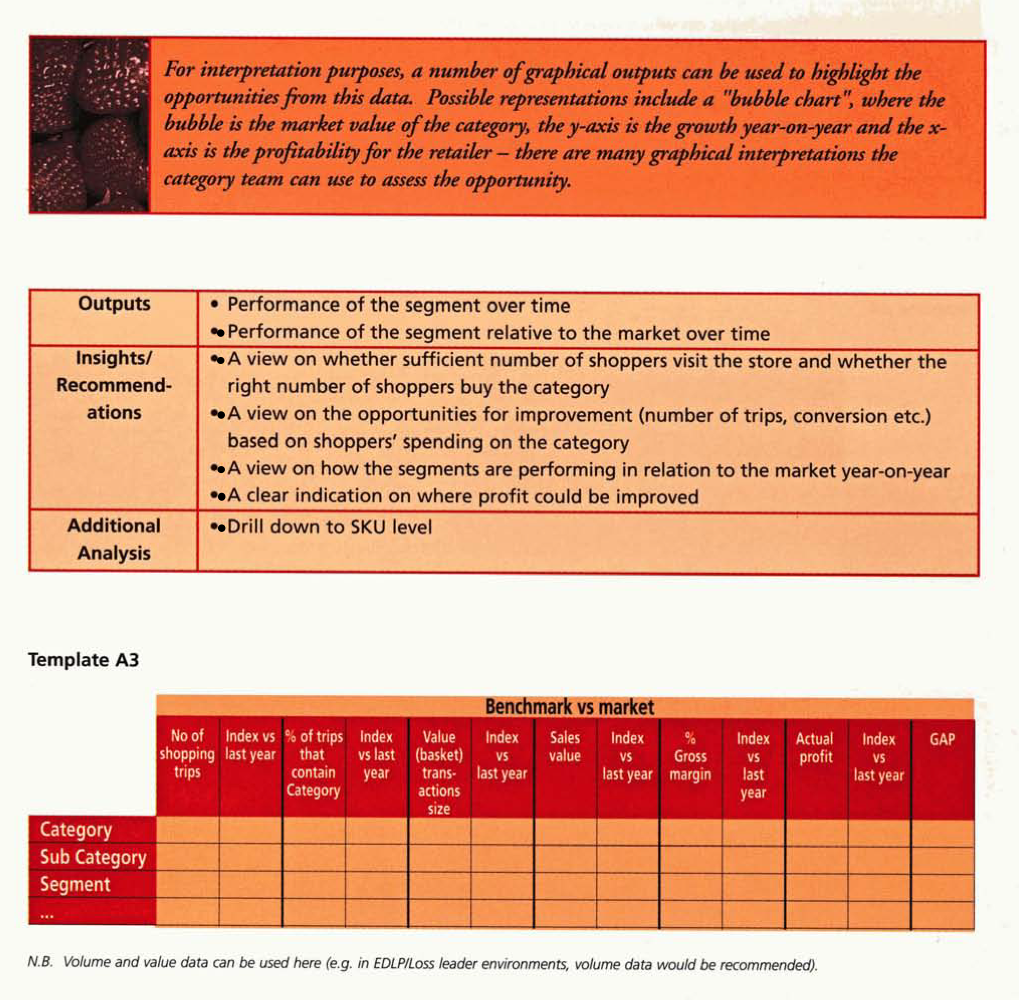 For interpretation purposes, a number of graphical outputs can be used to highlight the
opportunities from this data. Possible representations include a "bubble chart", where the
bubble is the market value of the category, the y-axis is the growth year-on-year and the x-
axis is the profitability for the retailer – there are many graphical interpretations the
category team can use to assess the opportunity.
Outputs
• Performance of the segment over time
• Performance of the segment relative to the market over time
Insights/
Recommend-
ations
• A view on whether sufficient number of shoppers visit the store and whether the
right number of shoppers buy the category
• A view on the opportunities for improvement (number of trips, conversion etc.)
based on shoppers' spending on the category
• A view on how the segments are performing in relation to the market year-on-year
• A clear indication on where profit could be improved
Additional
Analysis
• Drill down to SKU level
Template A3
Benchmark vs market
No of
shopping
trips
Index vs
last year
% of trips
that
contain
Category
Index
vs last
year
Value
(basket)
trans-
actions
size
Index
vs
last year
Sales
value
Index
vs
last year
%
Gross
margin
Index
vs
last
year
Actual
profit
Index
vs
last year
GAP
Category
Sub Category
Segment
...
N.B. Volume and value data can be used here (e.g. in EDLP/Loss leader environments, volume data would be recommended).